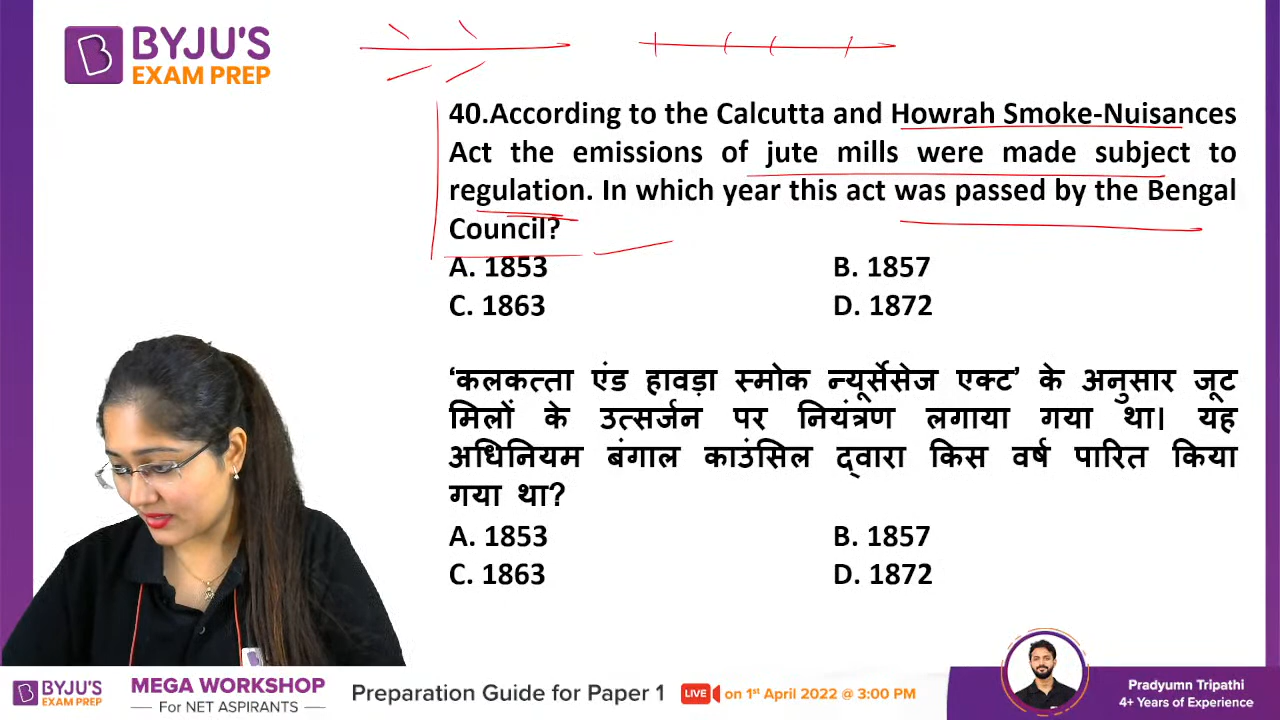 BYJU'S
EXAM PREP
40.According to the Calcutta and Howrah Smoke-Nuisances
Act the emissions of jute mills were made subject to
regulation. In which year this act was passed by the Bengal
Council?
A. 1853 B. 1857
C. 1863 D. 1872
‘कलकत्ता एंड हावड़ा स्मोक न्यूर्सेसेज एक्ट’ के अनुसार जूट
मिलों के उत्सर्जन पर नियंत्रण लगाया गया था। यह
अधिनियम बंगाल काउंसिल द्वारा किस वर्ष पारित किया
गया था?
A. 1853 B. 1857
C. 1863 D. 1872
BYJU'S
EXAM PREP
MEGA WORKSHOP
For NET ASPIRANTS
Preparation Guide for Paper 1 LIVE on 1st April 2022 @ 3:00 PM
Pradyumn Tripathi
4+ Years of Experience